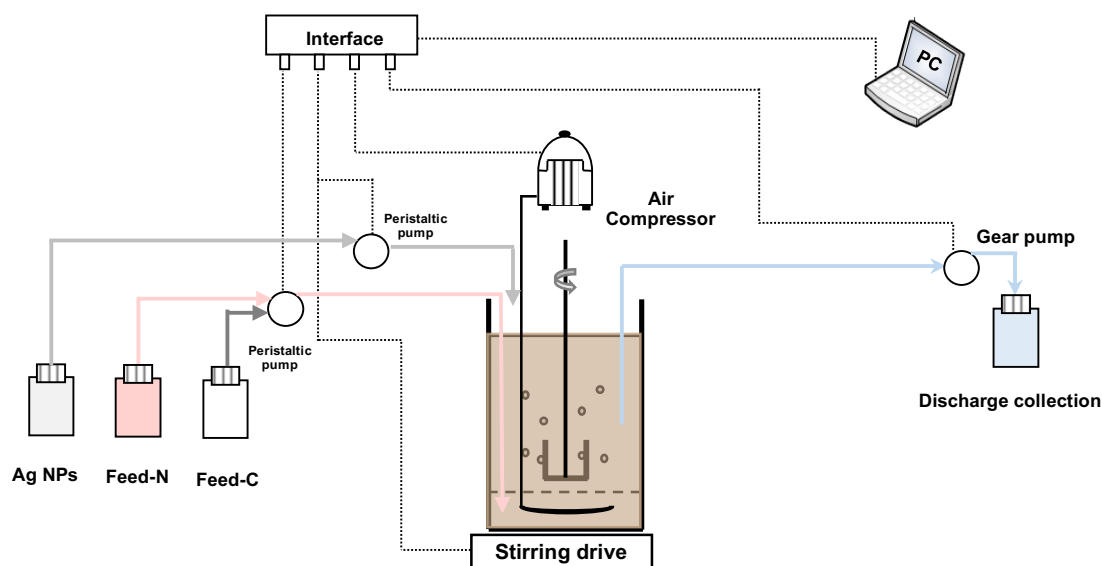 Interface
PC
Air
Compressor
Peristaltic
pump
Gear pump
Peristaltic
pump
Discharge collection
Ag NPs
Feed-N
Feed-C
Stirring drive